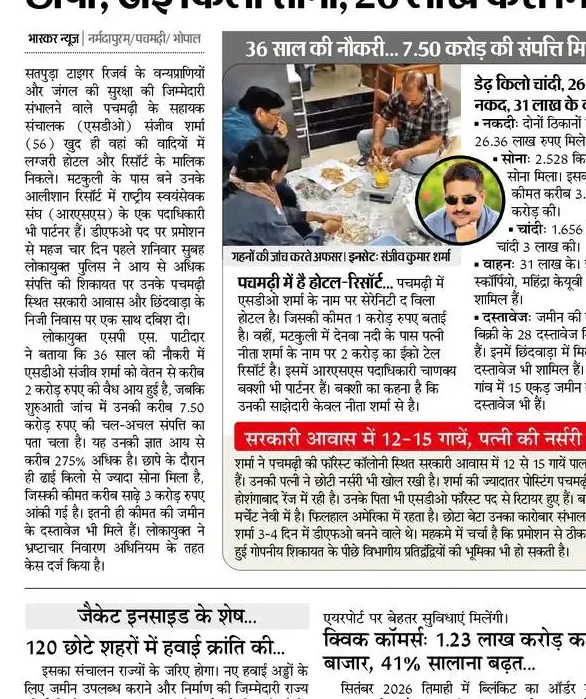 भास्कर न्यूज | नर्मदापुरम/पचमढ़ी/भोपाल
सतपुड़ा टाइगर रिजर्व के वन्यप्राणियों
और जंगल की सुरक्षा की जिम्मेदारी
संभालने वाले पचमढ़ी के सहायक
संचालक (एसडीओ) संजीव शर्मा
(56) खुद ही वहां की वादियों में
लग्जरी होटल और रिसॉर्ट के मालिक
निकले। मटकुली के पास बने उनके
आलीशान रिसॉर्ट में राष्ट्रीय स्वयंसेवक
संघ (आरएसएस) के एक पदाधिकारी
भी पार्टनर हैं। डीएफओ पद पर प्रमोशन
से महज चार दिन पहले शनिवार सुबह
लोकायुक्त पुलिस ने आय से अधिक
संपत्ति की शिकायत पर उनके पचमढ़ी
स्थित सरकारी आवास और छिंदवाड़ा के
निजी निवास पर एक साथ दबिश दी।
लोकायुक्त एसपी एस. पाटीदार
ने बताया कि 36 साल की नौकरी में
एसडीओ शर्मा को वेतन से करीब
2 करोड़ रुपए की वैध आय हुई है, जबकि
शुरुआती जांच में उनकी करीब 7.50
करोड़ रुपए की चल-अचल संपत्ति का
पता चला है। यह उनकी ज्ञात आय से
करीब 275% अधिक है। छापे के दौरान
ही ढाई किलो से ज्यादा सोना मिला है,
जिसकी कीमत करीब साढ़े 3 करोड़ रुपए
आंकी गई है। इतनी ही कीमत की जमीन
के दस्तावेज भी मिले हैं। लोकायुक्त ने
भ्रष्टाचार निवारण अधिनियम के तहत
केस दर्ज किया है।
36 साल की नौकरी... 7.50 करोड़ की संपत्ति
गहनों की जांच करते अफसर। इनसेट: संजीव कुमार शर्मा
पचमढ़ी में है होटल-रिसॉर्ट... पचमढ़ी में
एसडीओ शर्मा के नाम पर सेरेनिटी द विला
होटल है। जिसकी कीमत 1 करोड़ रुपए बताई
है। वहीं, मटकुली में देनवा नदी के पास पत्नी
नीता शर्मा के नाम पर 2 करोड़ का ईको टेल
रिसॉर्ट है। इसमें आरएसएस पदाधिकारी चाणक्य
बक्शी भी पार्टनर हैं। बक्शी का कहना है कि
उनकी साझेदारी केवल नीता शर्मा से है।
डेढ़ किलो चांदी, 26
नकद, 31 लाख के
▪ नकदी: दोनों ठिकानों
26.36 लाख रुपए मिले
▪ सोना: 2.528 कि
सोना मिला। इसक
कीमत करीब 3.
करोड़ की।
▪ चांदी: 1.656
चांदी 3 लाख की।
▪ वाहन: 31 लाख के।
स्कॉर्पियो, महिंद्रा केयूवी
शामिल हैं।
▪ दस्तावेज: जमीन की
बिक्री के 28 दस्तावेज
हैं। इनमें छिंदवाड़ा में
दस्तावेज भी शामिल हैं।
गांव में 15 एकड़ जमीन
दस्तावेज भी हैं।
सरकारी आवास में 12-15 गायें, पत्नी की नर्सरी
शर्मा ने पचमढ़ी की फॉरेस्ट कॉलोनी स्थित सरकारी आवास में 12 से 15 गायें पाल
हैं। उनकी पत्नी ने छोटी नर्सरी भी खोल रखी है। शर्मा की ज्यादातर पोस्टिंग पचमढ़
होशंगाबाद रेंज में रही है। उनके पिता भी एसडीओ फॉरेस्ट पद से रिटायर हुए हैं।
मर्चेंट नेवी में है। फिलहाल अमेरिका में रहता है। छोटा बेटा उनका कारोबार संभाल
शर्मा 3-4 दिन में डीएफओ बनने वाले थे। महकमे में चर्चा है कि प्रमोशन से ठीक
हुई गोपनीय शिकायत के पीछे विभागीय प्रतिद्वंद्वियों की भूमिका भी हो सकती है।
जैकेट इनसाइड के शेष...
120 छोटे शहरों में हवाई क्रांति की...
इसका संचालन राज्यों के जरिए होगा। नए हवाई अड्डों के
लिए जमीन उपलब्ध कराने और निर्माण की जिम्मेदारी राज्य
एयरपोर्ट पर बेहतर सुविधाएं मिलेंगी।
क्विक कॉमर्स: 1.23 लाख करोड़ का
बाजार, 41% सालाना बढ़त...
सितंबर 2026 तिमाही में ब्लिंकिट का ऑर्डर